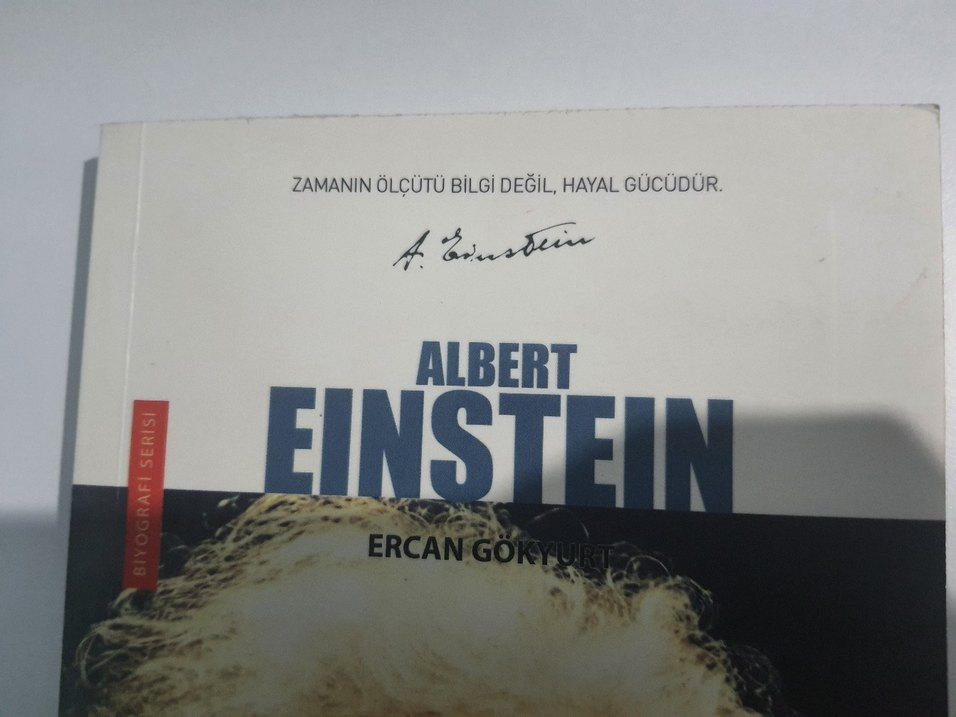 ZAMANIN ÖLÇÜTÜ BİLGİ DEĞİL, HAYAL GÜCÜDÜR.
A. Einstein
ALBERT
EINSTEIN
BİYOGRAFİ SERİSİ
ERCAN GÖKYURT